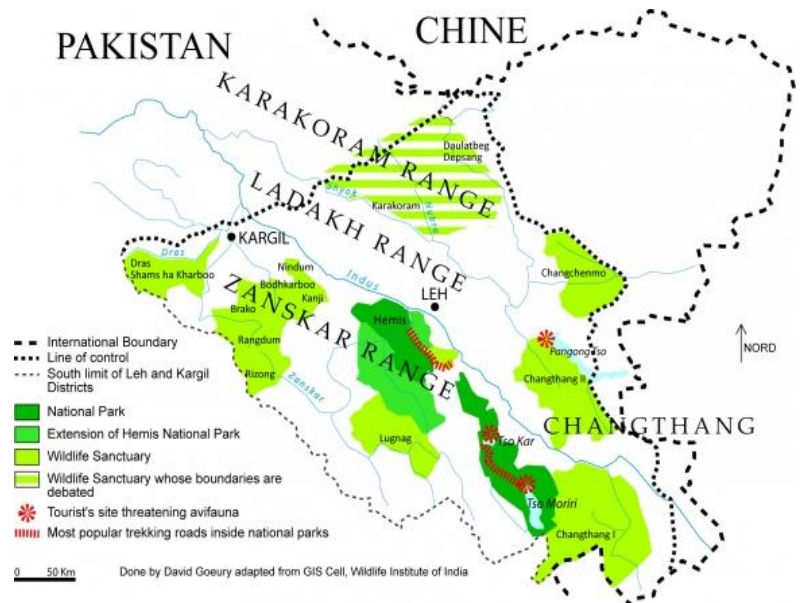 PAKISTAN
CHINE
KARAKORAM RANGE
Daulatbeg
Depsang
Shyok
Karakoram
Nubra
LADAKH RANGE
KARGIL
Dras
Dras
Shams ha Kharboo
Nindum
Bodhkarboo
Kanji
Brako
Indus
LEH
Changchenmo
ZANSKAR RANGE
Hemis
Rangdum
Rizong
Zanskar
Pangong Tso
Changthang II
NORD
CHANGTHANG
Lugnag
Tso Kar
Tso Moriri
Changthang I
International Boundary
Line of control
South limit of Leh and Kargil
Districts
National Park
Extension of Hemis National Park
Wildlife Sanctuary
Wildlife Sanctuary whose boundaries are
debated
Tourist's site threatening avifauna
Most popular trekking roads inside national parks
0 50 Km
Done by David Goeury adapted from GIS Cell, Wildlife Institute of India